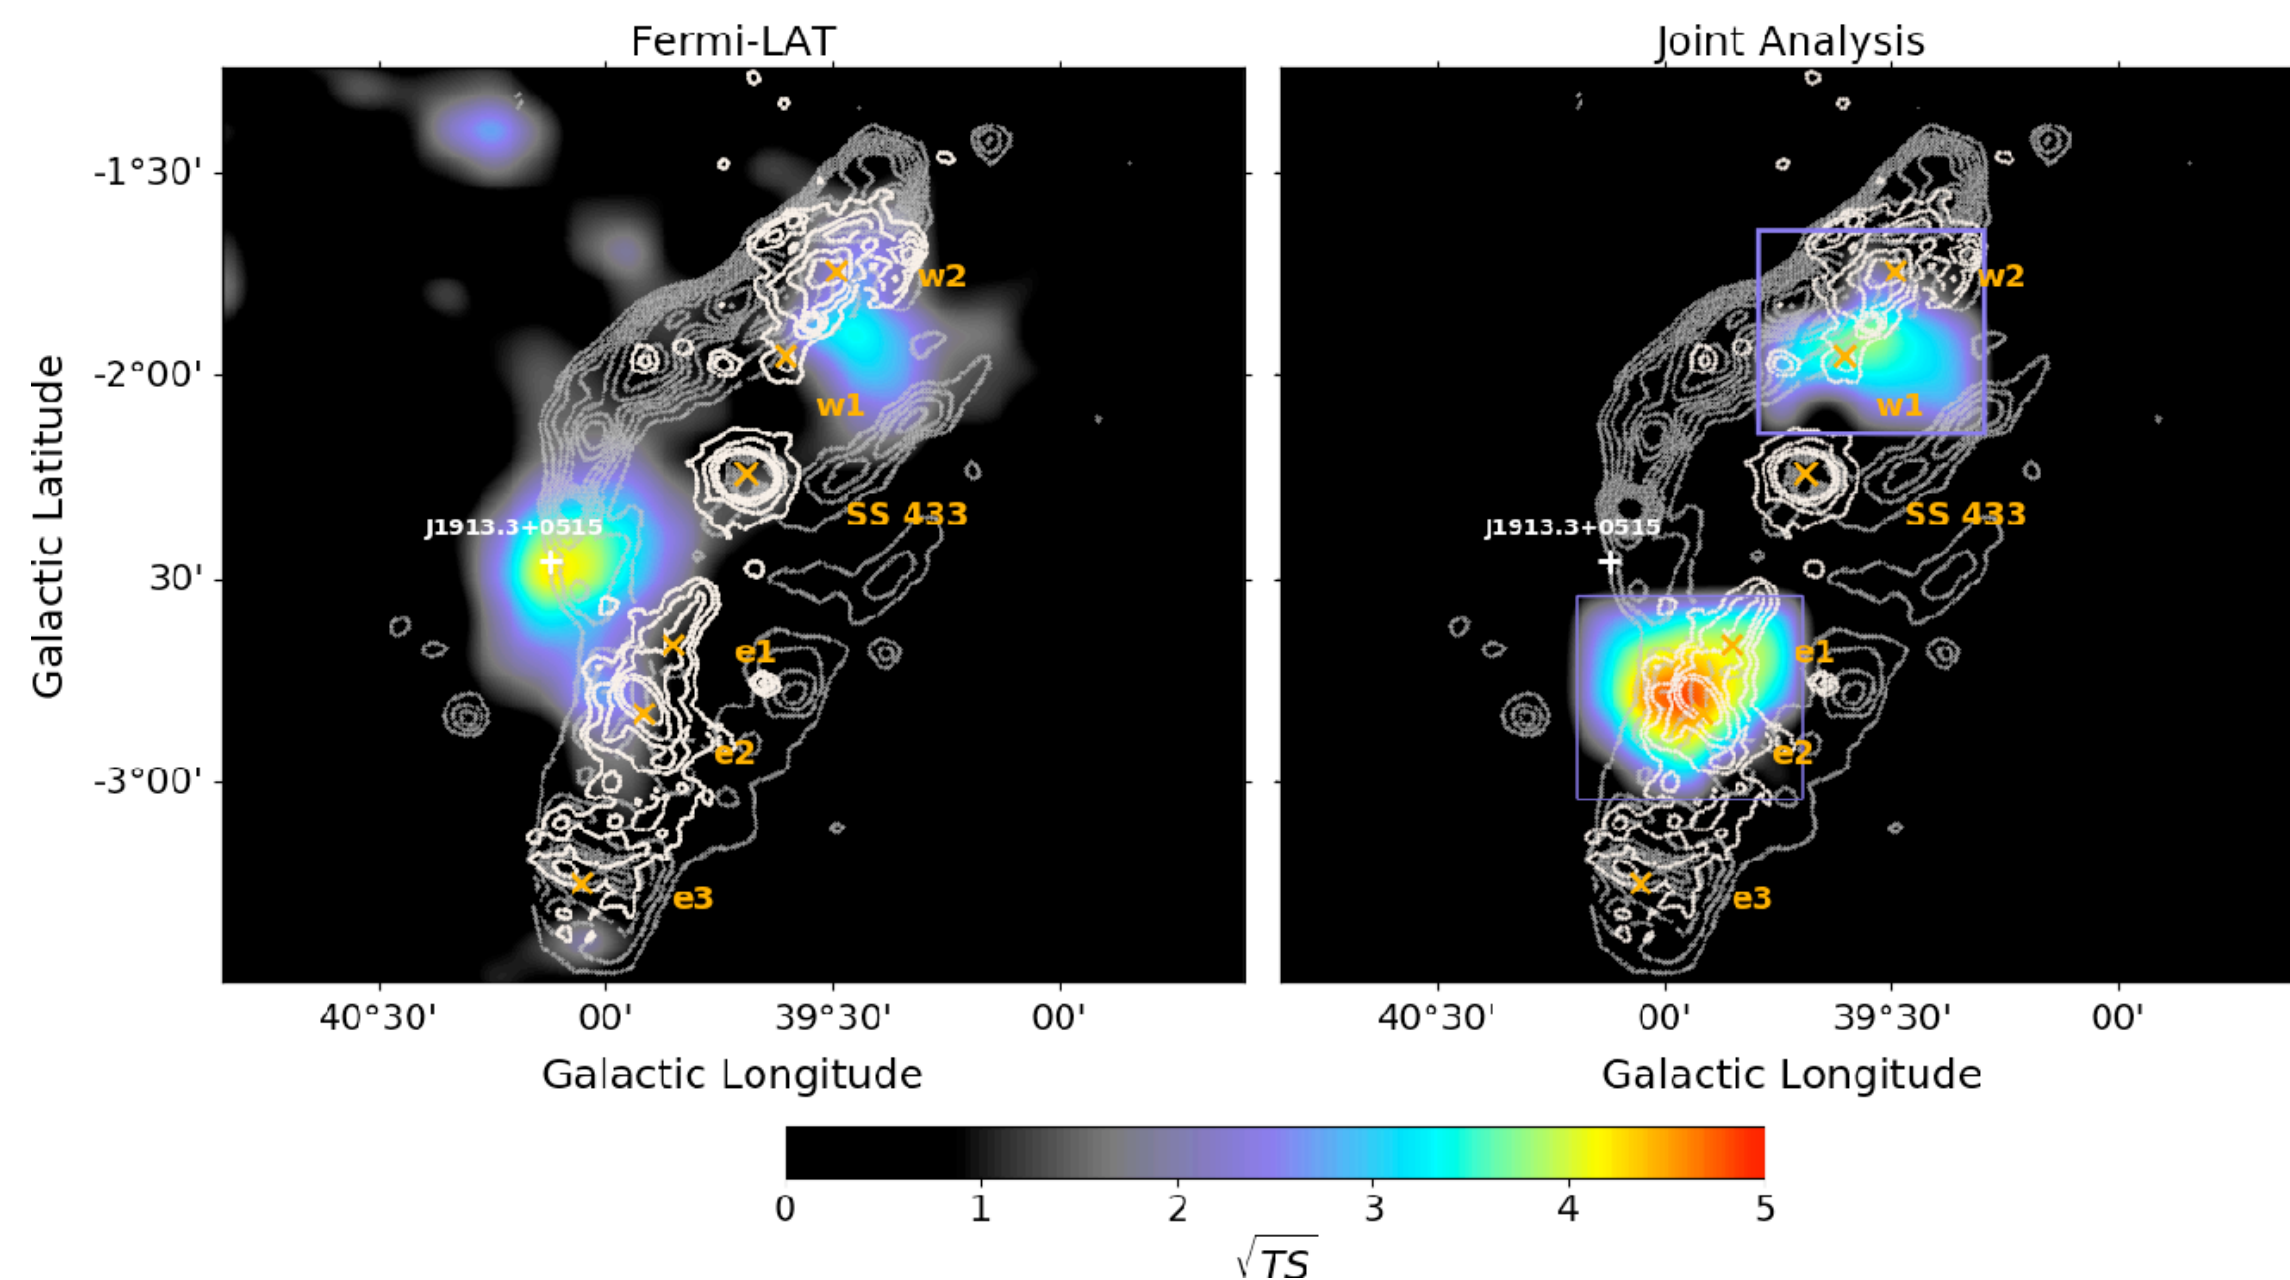 Fermi-LAT
Joint Analysis
Galactic Latitude
-1°30'
-2°00'
30'
-3°00'
w2
w1
SS 433
J1913.3+0515
e1
e2
e3
w2
w1
SS 433
J1913.3+0515
e1
e2
e3
40°30' 00' 39°30' 00'
40°30' 00' 39°30' 00'
Galactic Longitude
Galactic Longitude
0 1 2 3 4 5
√TS